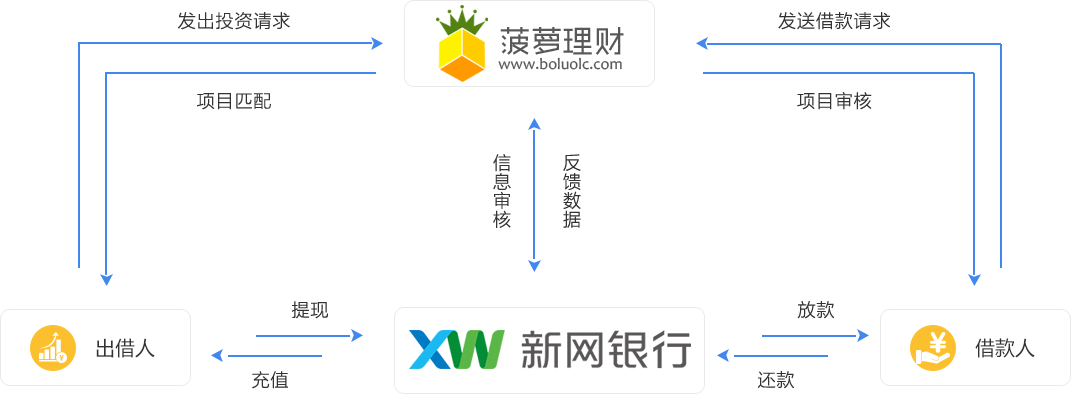 发出投资请求
菠萝理财
www.boluolc.com
发送借款请求
项目匹配
项目审核
信息审核
反馈数据
提现
放款
出借人
XW 新网银行
¥
借款人
充值
还款